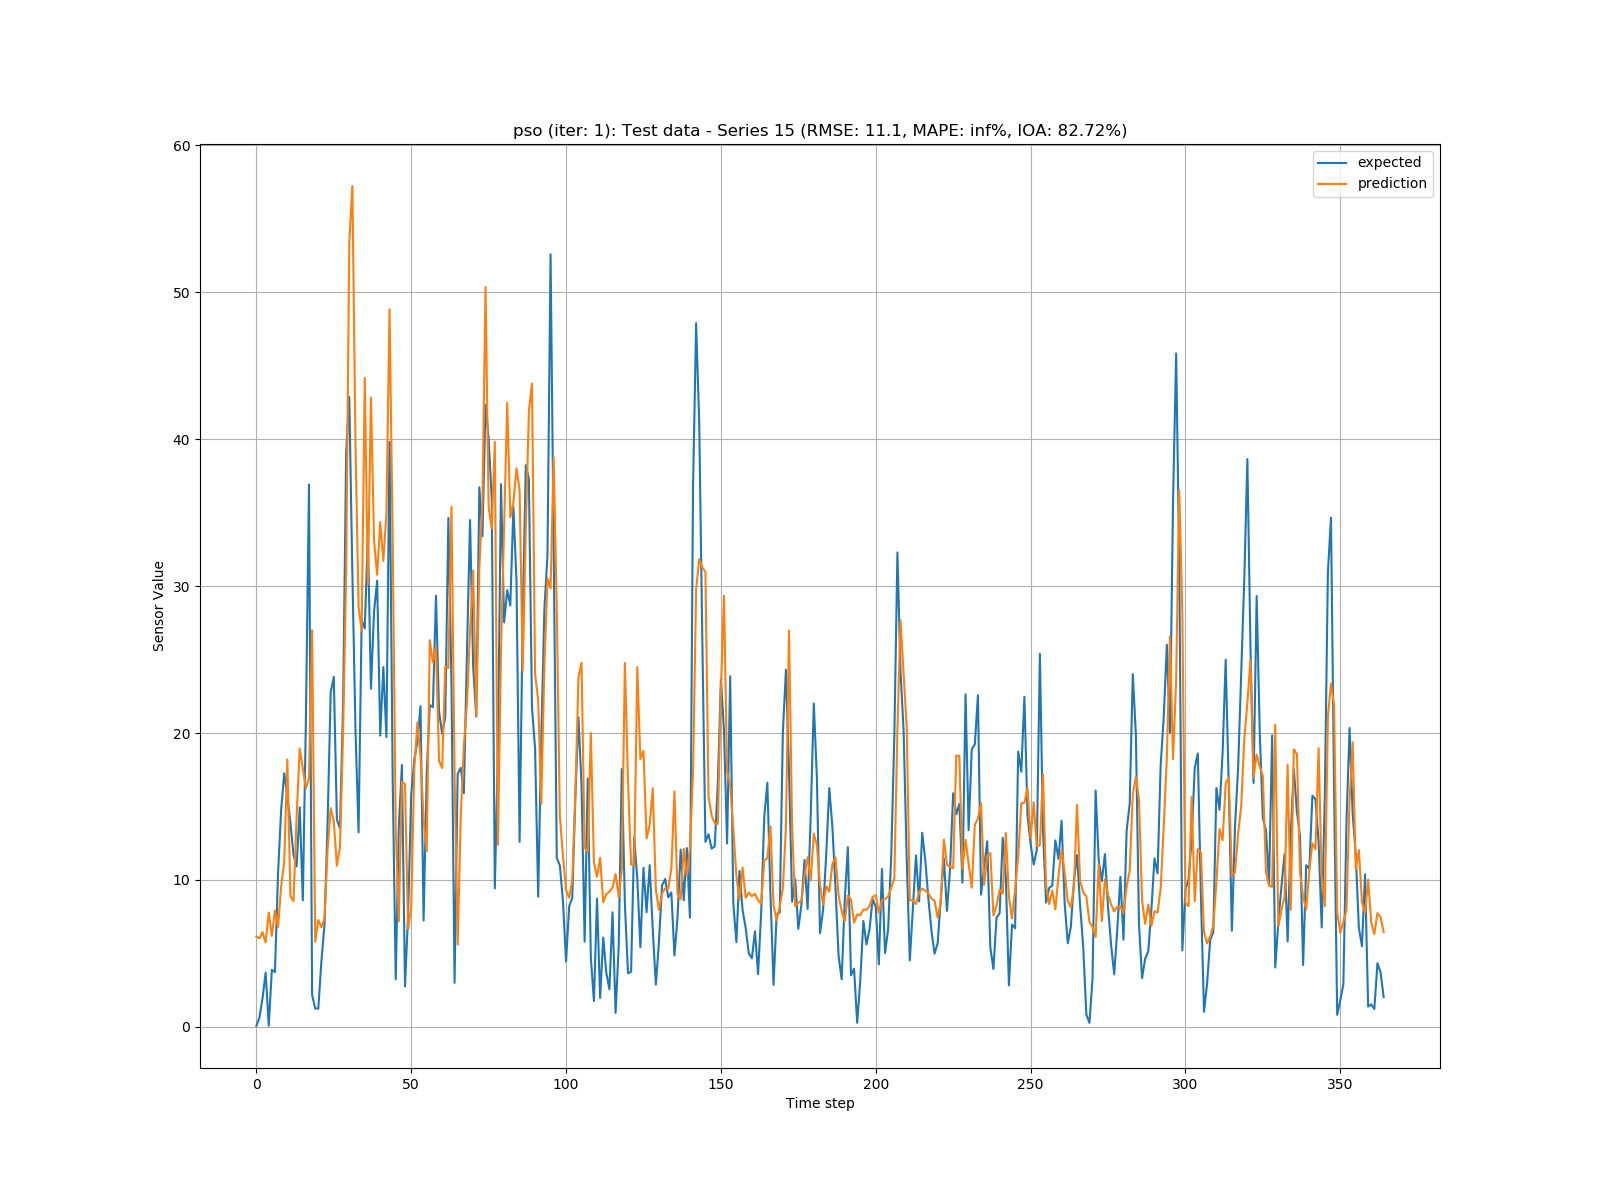 pso (iter: 1): Test data - Series 15 (RMSE: 11.1, MAPE: inf%, IOA: 82.72%)
expected
prediction
60
50
40
30
20
10
0
Sensor Value
0 50 100 150 200 250 300 350
Time step